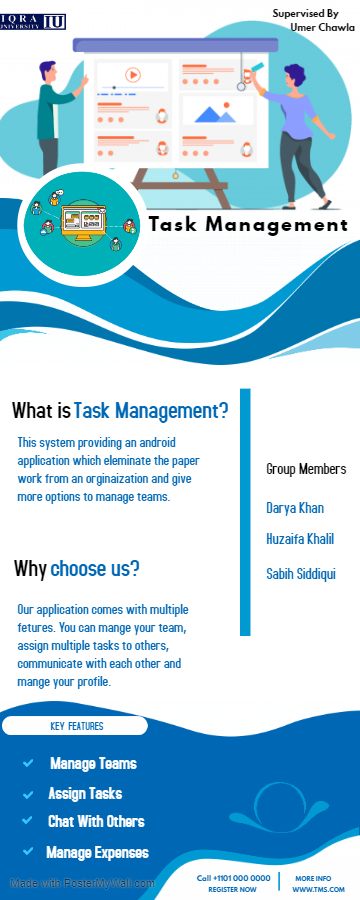 IQRA
UNIVERSITY
IU
Supervised By
Umer Chawla
Task Management
What is Task Management?
This system providing an android
application which eleminate the paper
work from an orginaization and give
more options to manage teams.
Group Members
Darya Khan
Huzaifa Khalil
Sabih Siddiqui
Why choose us?
Our application comes with multiple
fetures. You can mange your team,
assign multiple tasks to others,
communicate with each other and
mange your profile.
KEY FEATURES
Manage Teams
Assign Tasks
Chat With Others
Manage Expenses
Made with PosterMyWall.com
Call +1101 000 0000
REGISTER NOW
MORE INFO
WWW.TMS.COM